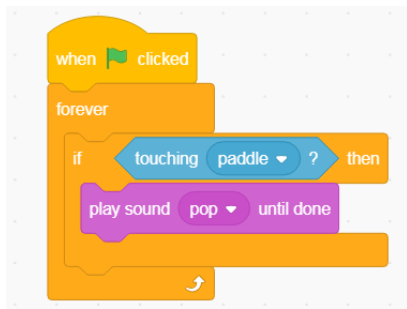 when clicked
forever
if touching paddle ? then
play sound pop until done